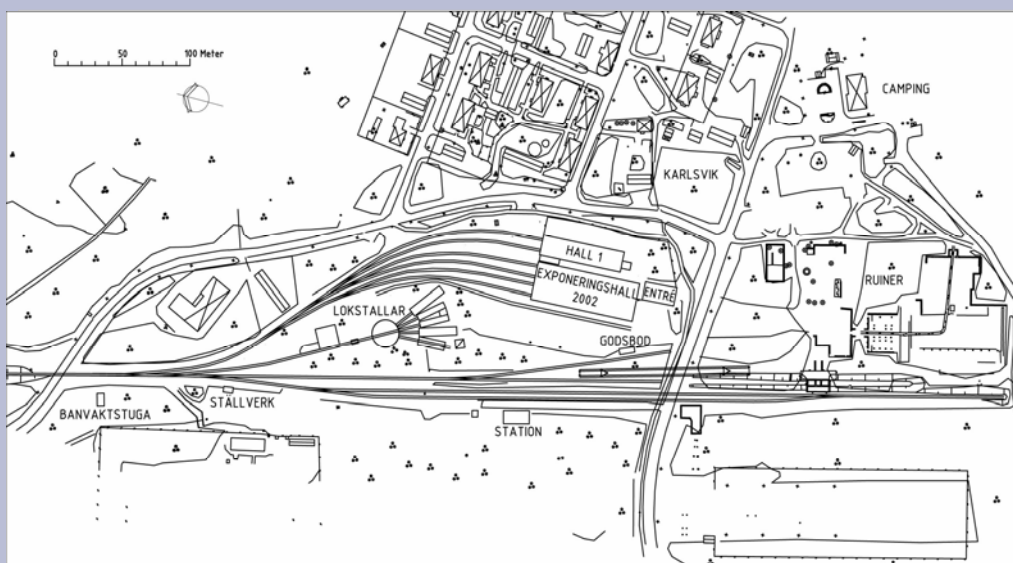 0 50 100 Meter
CAMPING
KARLSVIK
HALL 1
RUINER
EXPONERINGSHALL
2002
ENTRE
LOKSTALLAR
GODSBOD
STÄLLVERK
BANVAKTSTUGA
STATION